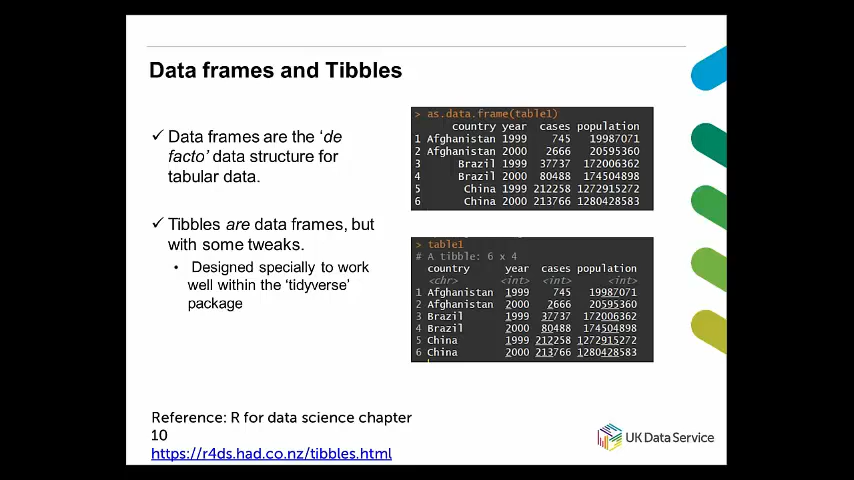 Data frames and Tibbles
✓ Data frames are the ‘de
facto’ data structure for
tabular data.
✓ Tibbles are data frames, but
with some tweaks.
• Designed specially to work
well within the ‘tidyverse’
package
> as.data.frame(table1)
country year cases population
1 Afghanistan 1999 745 19987071
2 Afghanistan 2000 2666 20595360
3 Brazil 1999 37737 172006362
4 Brazil 2000 80488 174504898
5 China 1999 212258 1272915272
6 China 2000 213766 1280428583
> table1
# A tibble: 6 x 4
country year cases population
<chr> <int> <int> <int>
1 Afghanistan 1999 745 19987071
2 Afghanistan 2000 2666 20595360
3 Brazil 1999 37737 172006362
4 Brazil 2000 80488 174504898
5 China 1999 212258 1272915272
6 China 2000 213766 1280428583
Reference: R for data science chapter
10
https://r4ds.had.co.nz/tibbles.html
UK Data Service